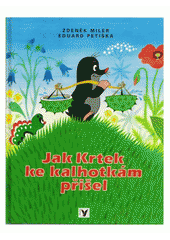 ZDENĚK MILER
EDUARD PETIŠKA
Jak Krtek
ke kalhotkám
přišel